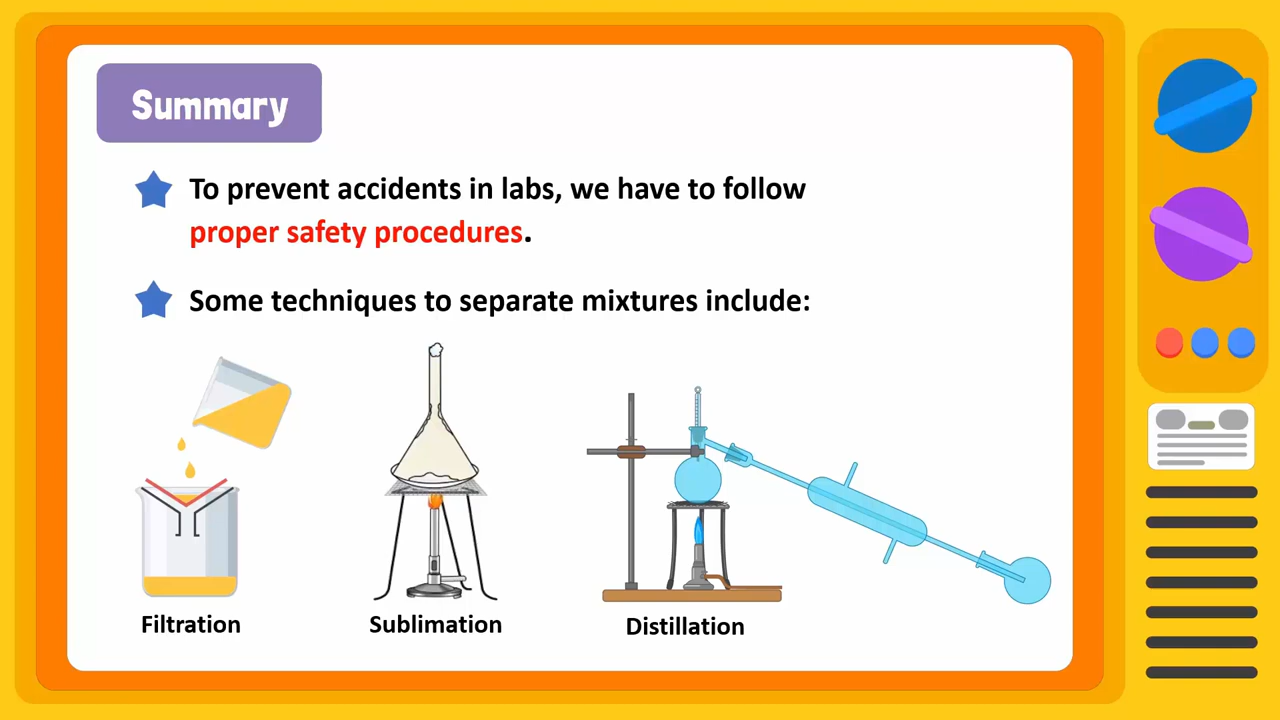 Summary
To prevent accidents in labs, we have to follow
proper safety procedures.
Some techniques to separate mixtures include:
Filtration
Sublimation
Distillation